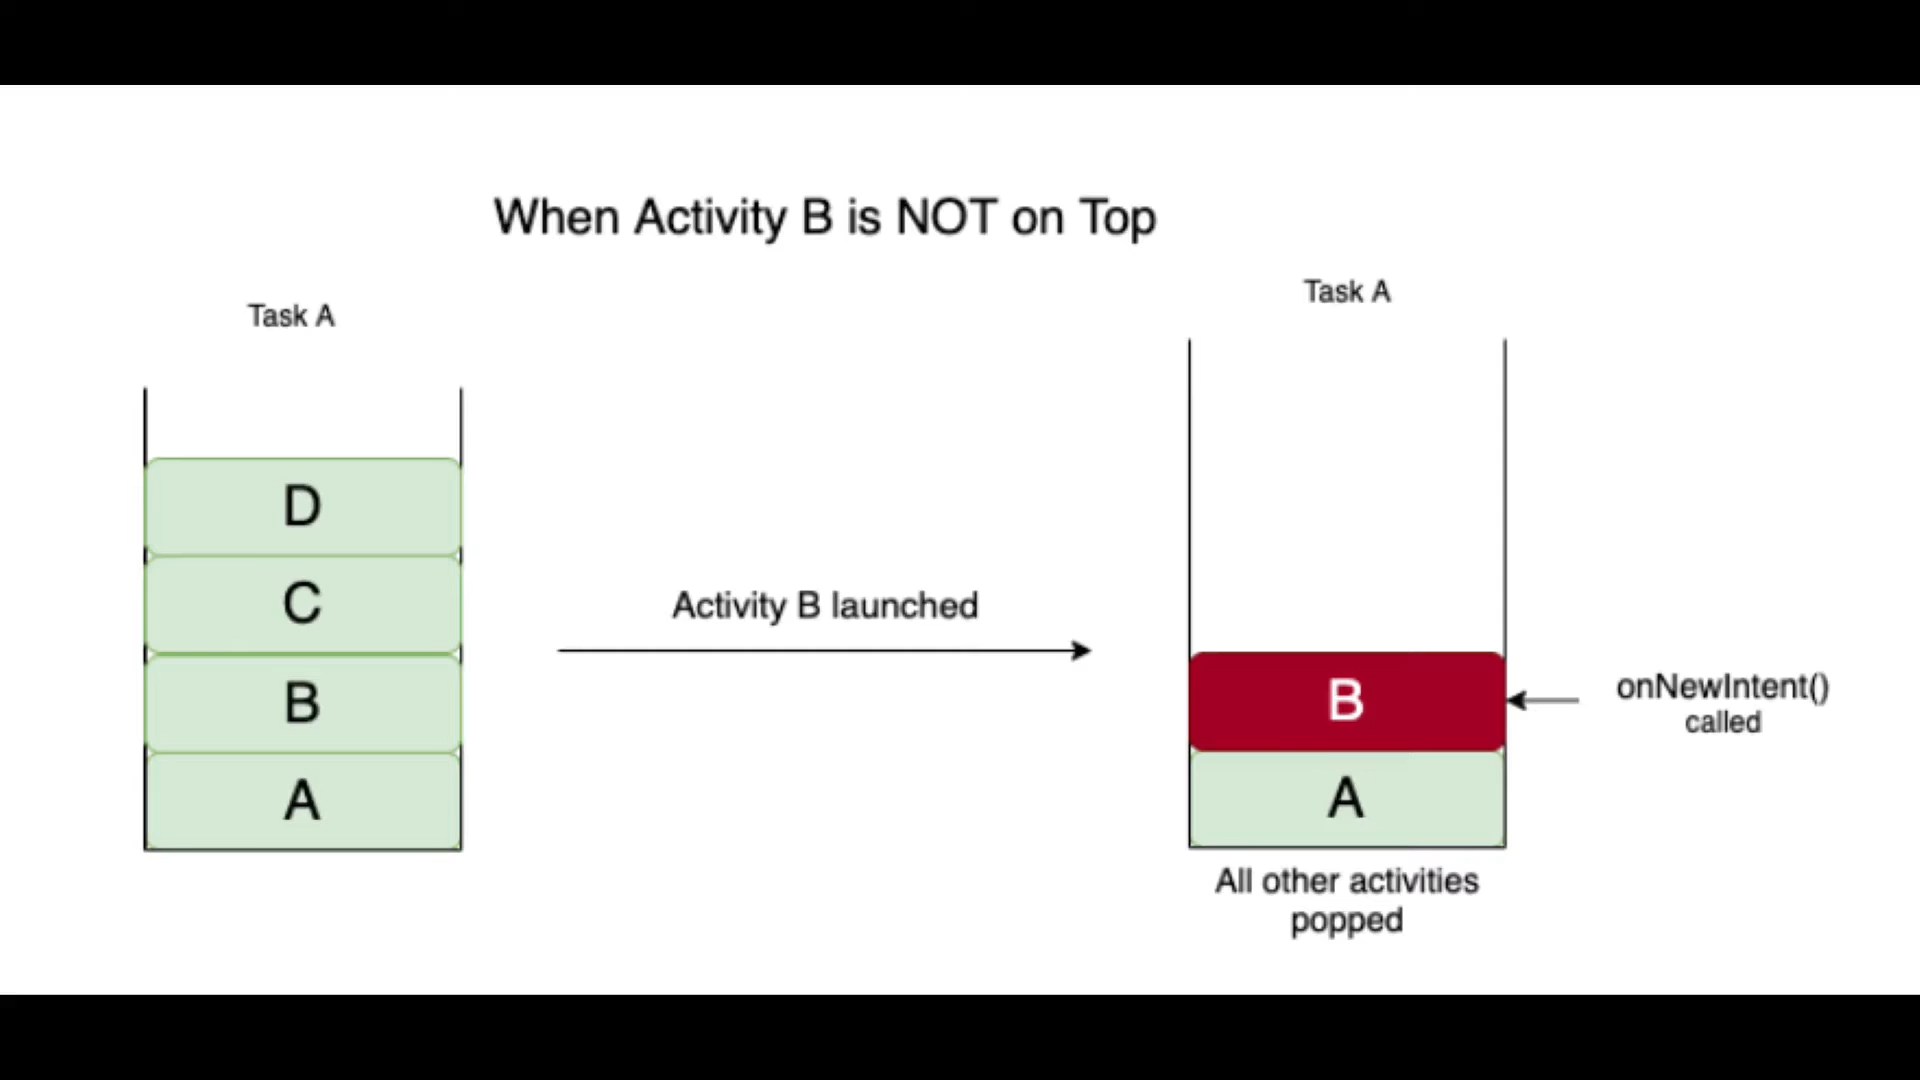 When Activity B is NOT on Top
Task A
D
C
B
A
Activity B launched
Task A
B
A
onNewIntent()
called
All other activities
popped